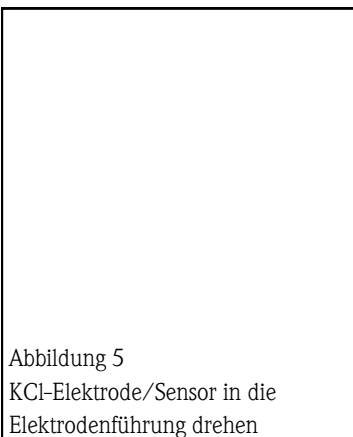 Abbildung 5
KCl-Elektrode/Sensor in die
Elektrodenführung drehen